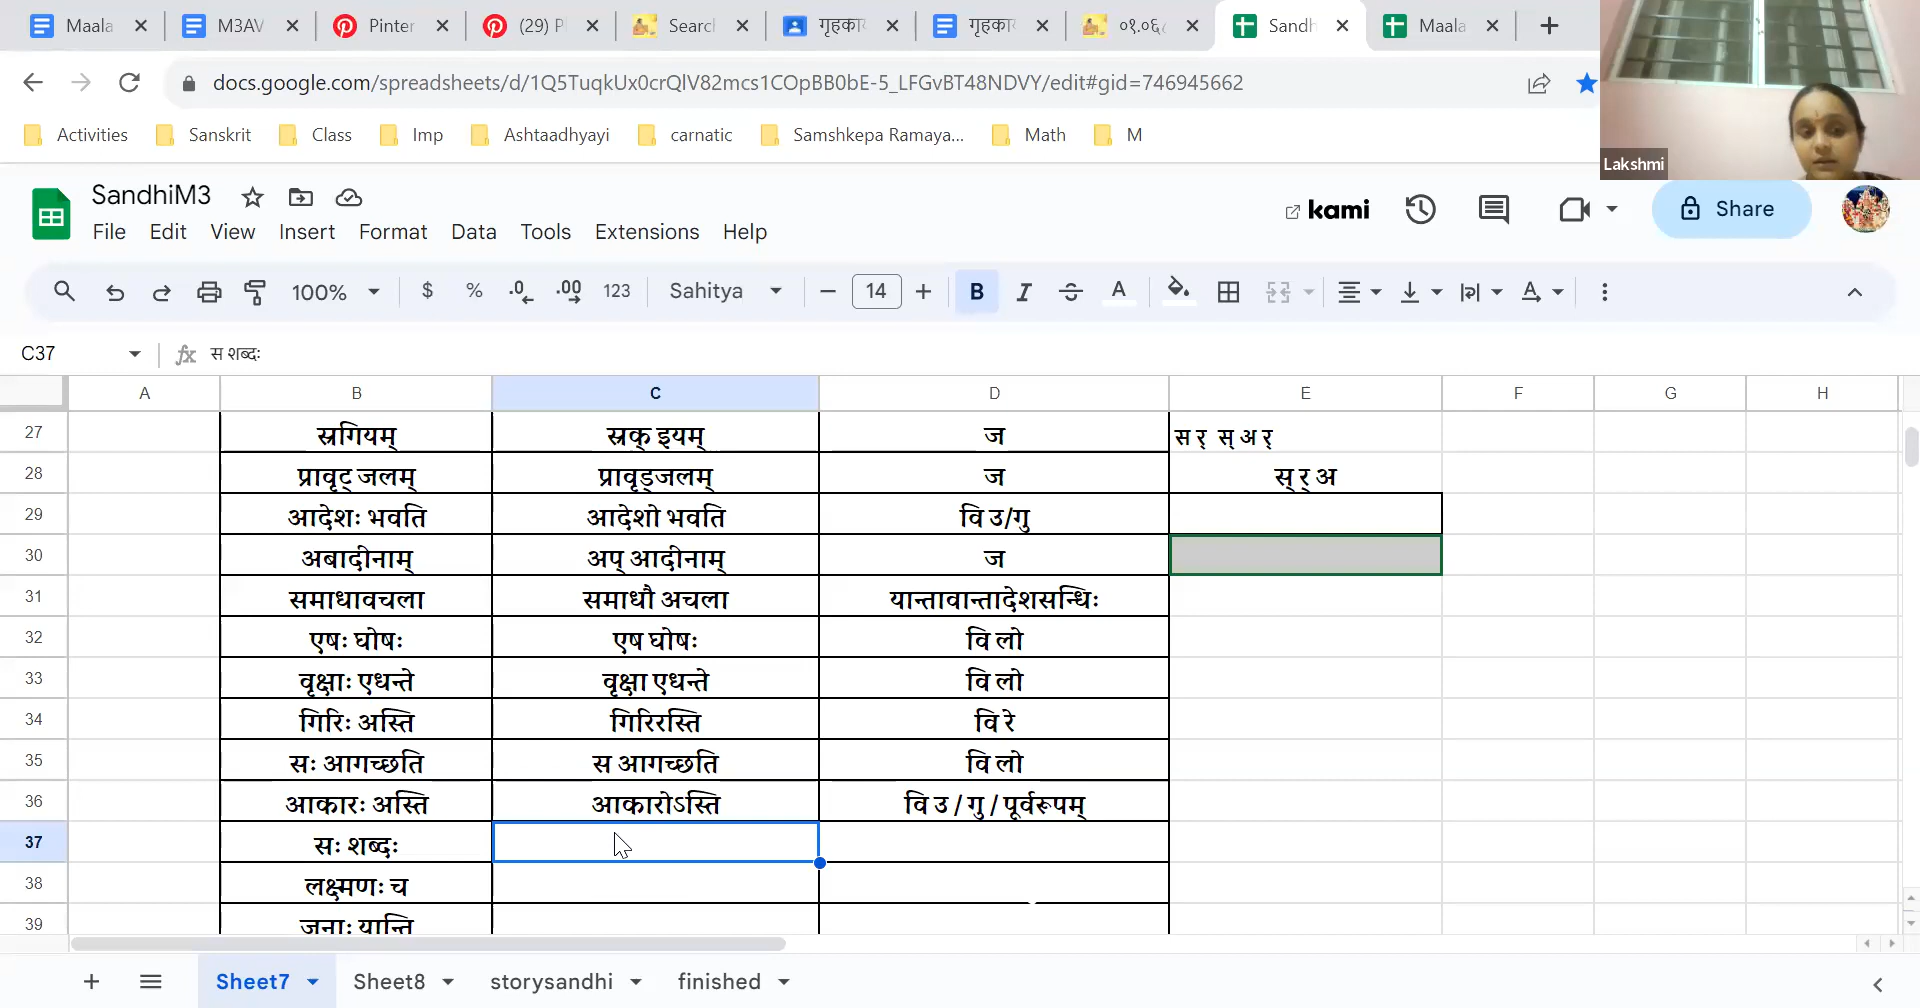 Maala
M3AV
Pinter
(29) P
Search
गृहका
गृहका
०१.०६
Sandh
Maala
docs.google.com/spreadsheets/d/1Q5TuqkUx0crQlV82mcs1COpBB0bE-5_LFGvBT48NDVY/edit#gid=746945662
Activities Sanskrit Class Imp Ashtaadhyayi carnatic Samshkepa Ramaya... Math M
Lakshmi
SandhiM3
kami
Share
File Edit View Insert Format Data Tools Extensions Help
100% $ % .0 .00 123 Sahitya 14 B I A
C37 fx स शब्दः
A B C D E F G H
27 स्रगियम् स्रक् इयम् ज स र् स् अ र्
28 प्रावृट् जलम् प्रावृड्जलम् ज स् र् अ
29 आदेशः भवति आदेशो भवति वि उ/गु
30 अबादीनाम् अप् आदीनाम् ज
31 समाधावचला समाधौ अचला यान्तावान्तादेशसन्धिः
32 एषः घोषः एष घोषः वि लो
33 वृक्षाः एधन्ते वृक्षा एधन्ते वि लो
34 गिरिः अस्ति गिरिरस्ति वि रे
35 सः आगच्छति स आगच्छति वि लो
36 आकारः अस्ति आकारोऽस्ति वि उ / गु / पूर्वरूपम्
37 सः शब्दः
38 लक्ष्मणः च
39 जनाः यान्ति
Sheet7 Sheet8 storysandhi finished